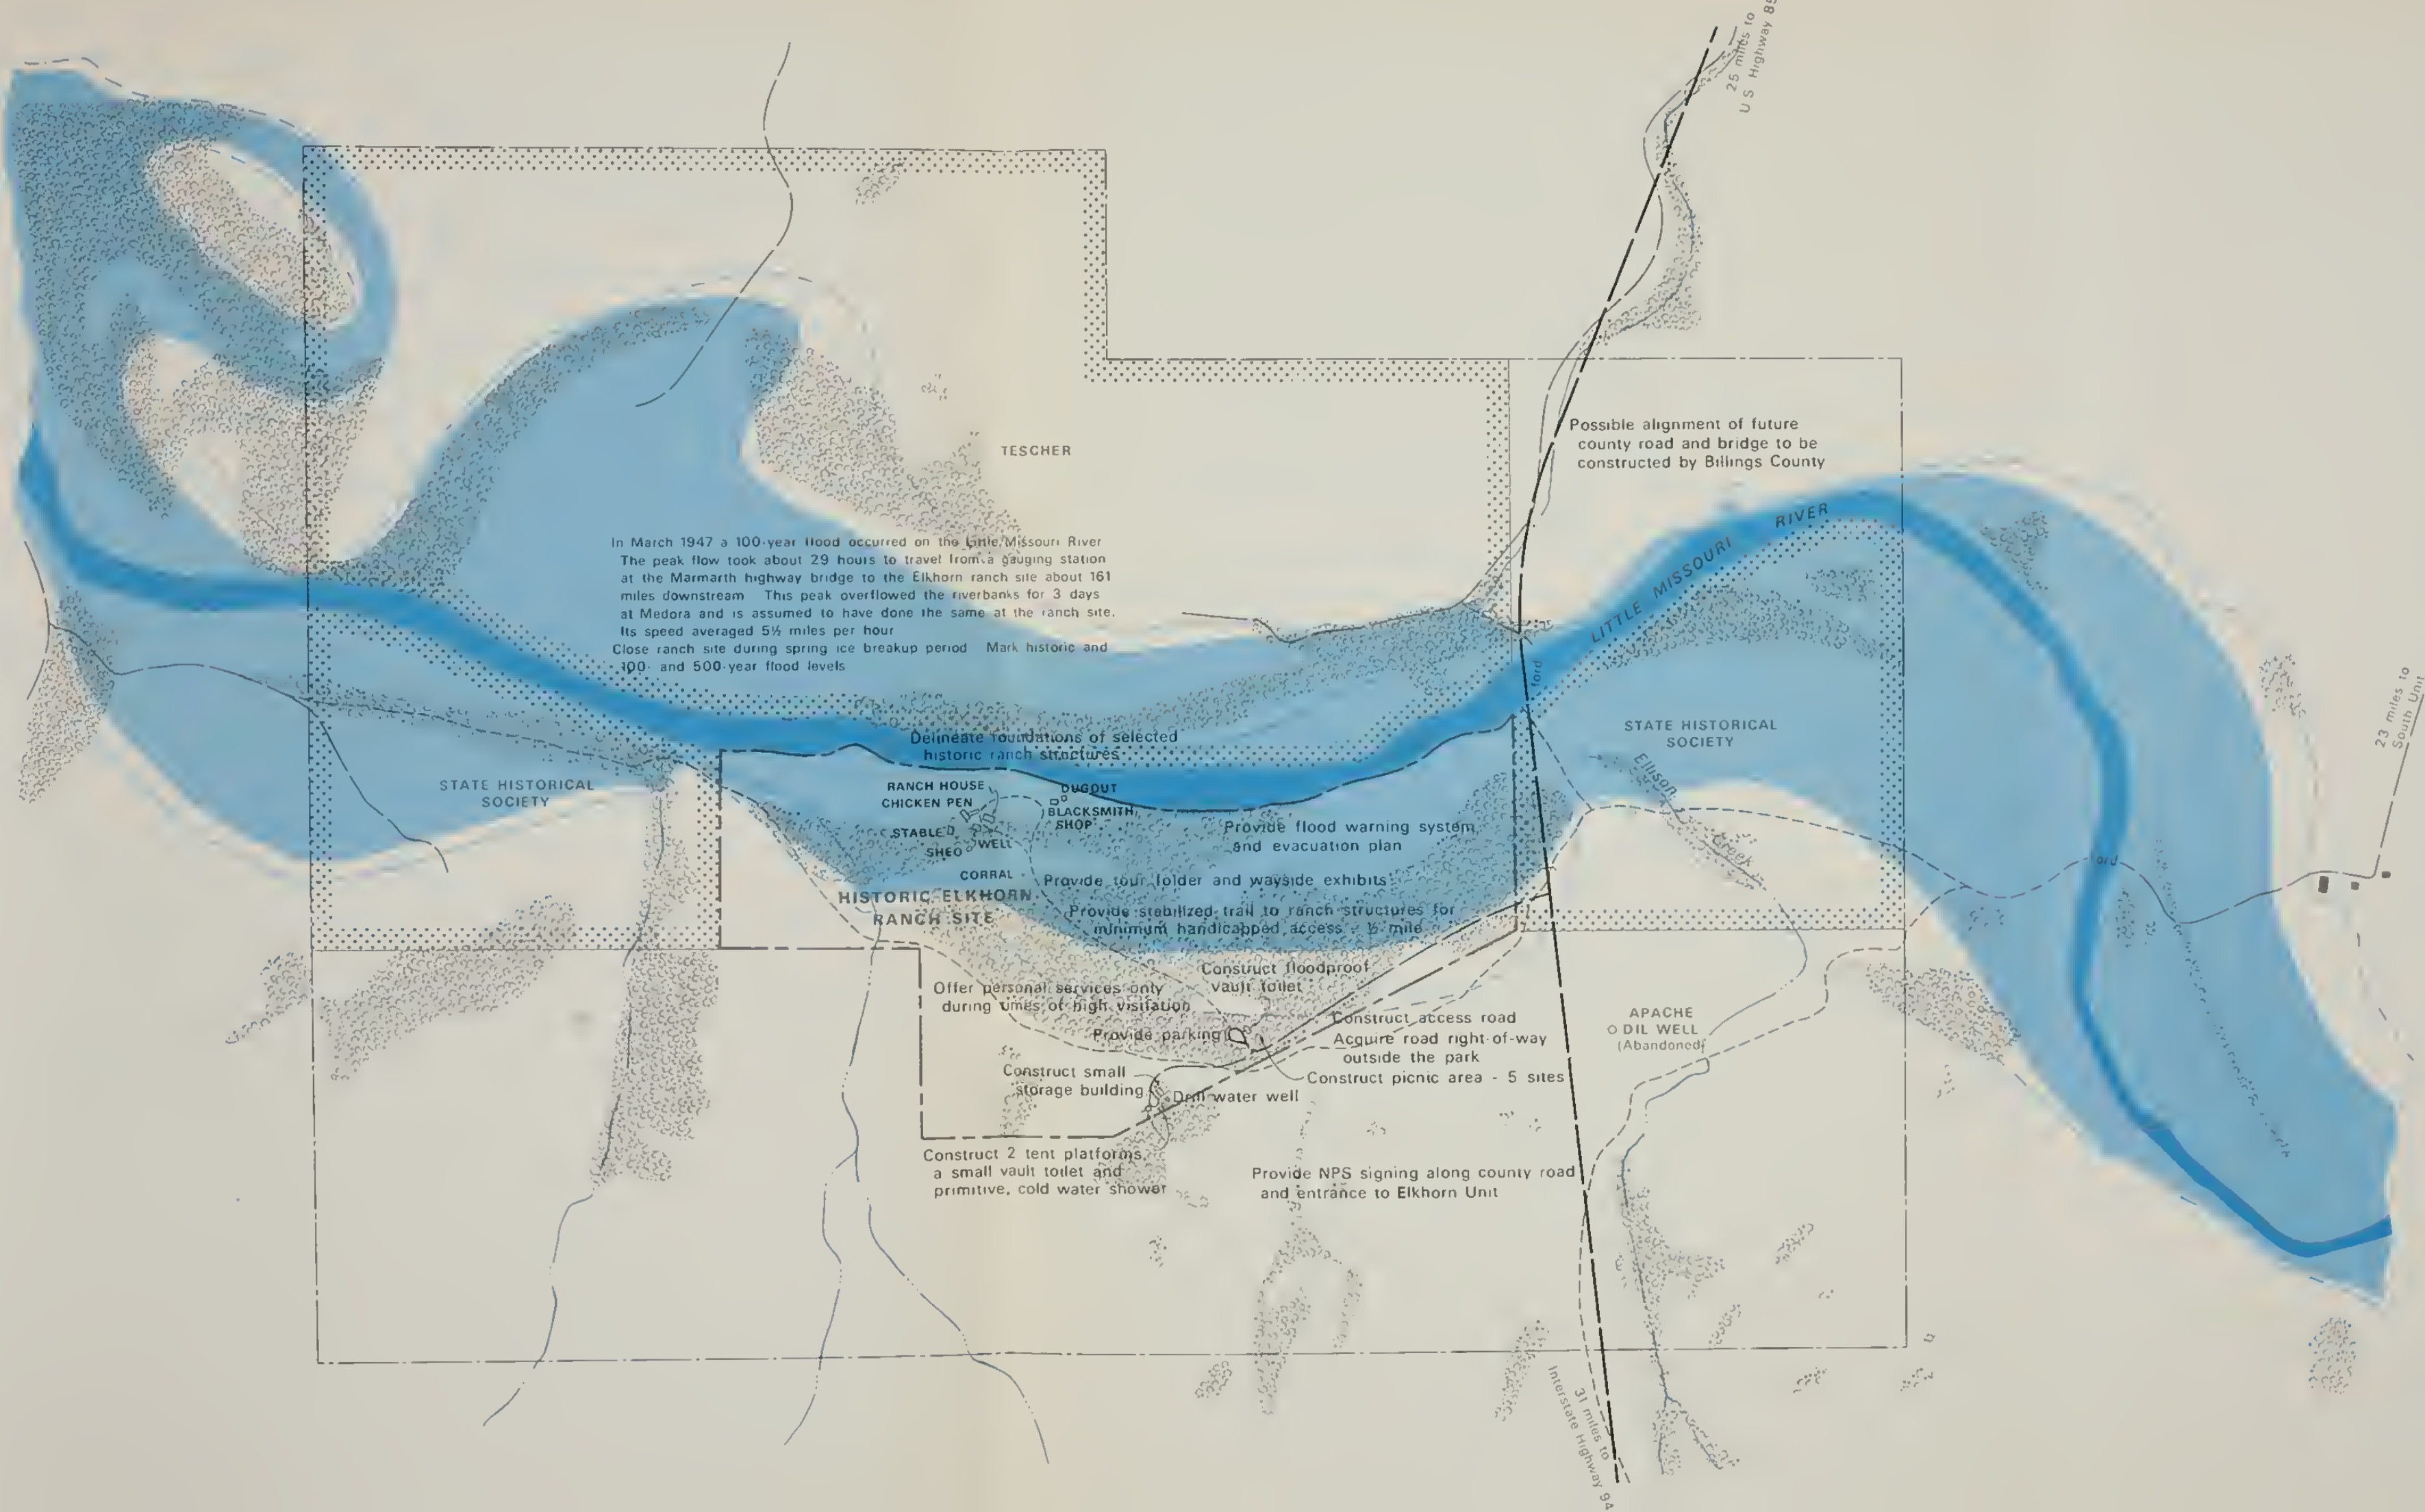 25 miles to
U S Highway 85
Possible alignment of future
county road and bridge to be
constructed by Billings County
TESCHER
LITTLE MISSOURI RIVER
In March 1947 a 100-year flood occurred on the Little Missouri River
The peak flow took about 29 hours to travel from a gauging station
at the Marmarth highway bridge to the Elkhorn ranch site about 161
miles downstream This peak overflowed the riverbanks for 3 days
at Medora and is assumed to have done the same at the ranch site.
Its speed averaged 5½ miles per hour
Close ranch site during spring ice breakup period Mark historic and
100- and 500-year flood levels
ford
23 miles to
South Unit
Delineate foundations of selected
historic ranch structures
STATE HISTORICAL
SOCIETY
STATE HISTORICAL
SOCIETY
Ellison
Creek
RANCH HOUSE
CHICKEN PEN
DUGOUT
BLACKSMITH
SHOP
STABLE
WELL
SHED
CORRAL
HISTORIC ELKHORN
RANCH SITE
Provide flood warning system
and evacuation plan
ford
Provide tour folder and wayside exhibits
Provide stabilized trail to ranch structures for
minimum handicapped access - ½ mile
Construct floodproof
vault toilet
Offer personal services only
during times of high visitation
Provide parking
Construct access road
Acquire road right-of-way
outside the park
Construct picnic area - 5 sites
APACHE
OIL WELL
(Abandoned)
Construct small
storage building
Drill water well
Construct 2 tent platforms,
a small vault toilet and
primitive, cold water shower
Provide NPS signing along county road
and entrance to Elkhorn Unit
31 miles to
Interstate Highway 94